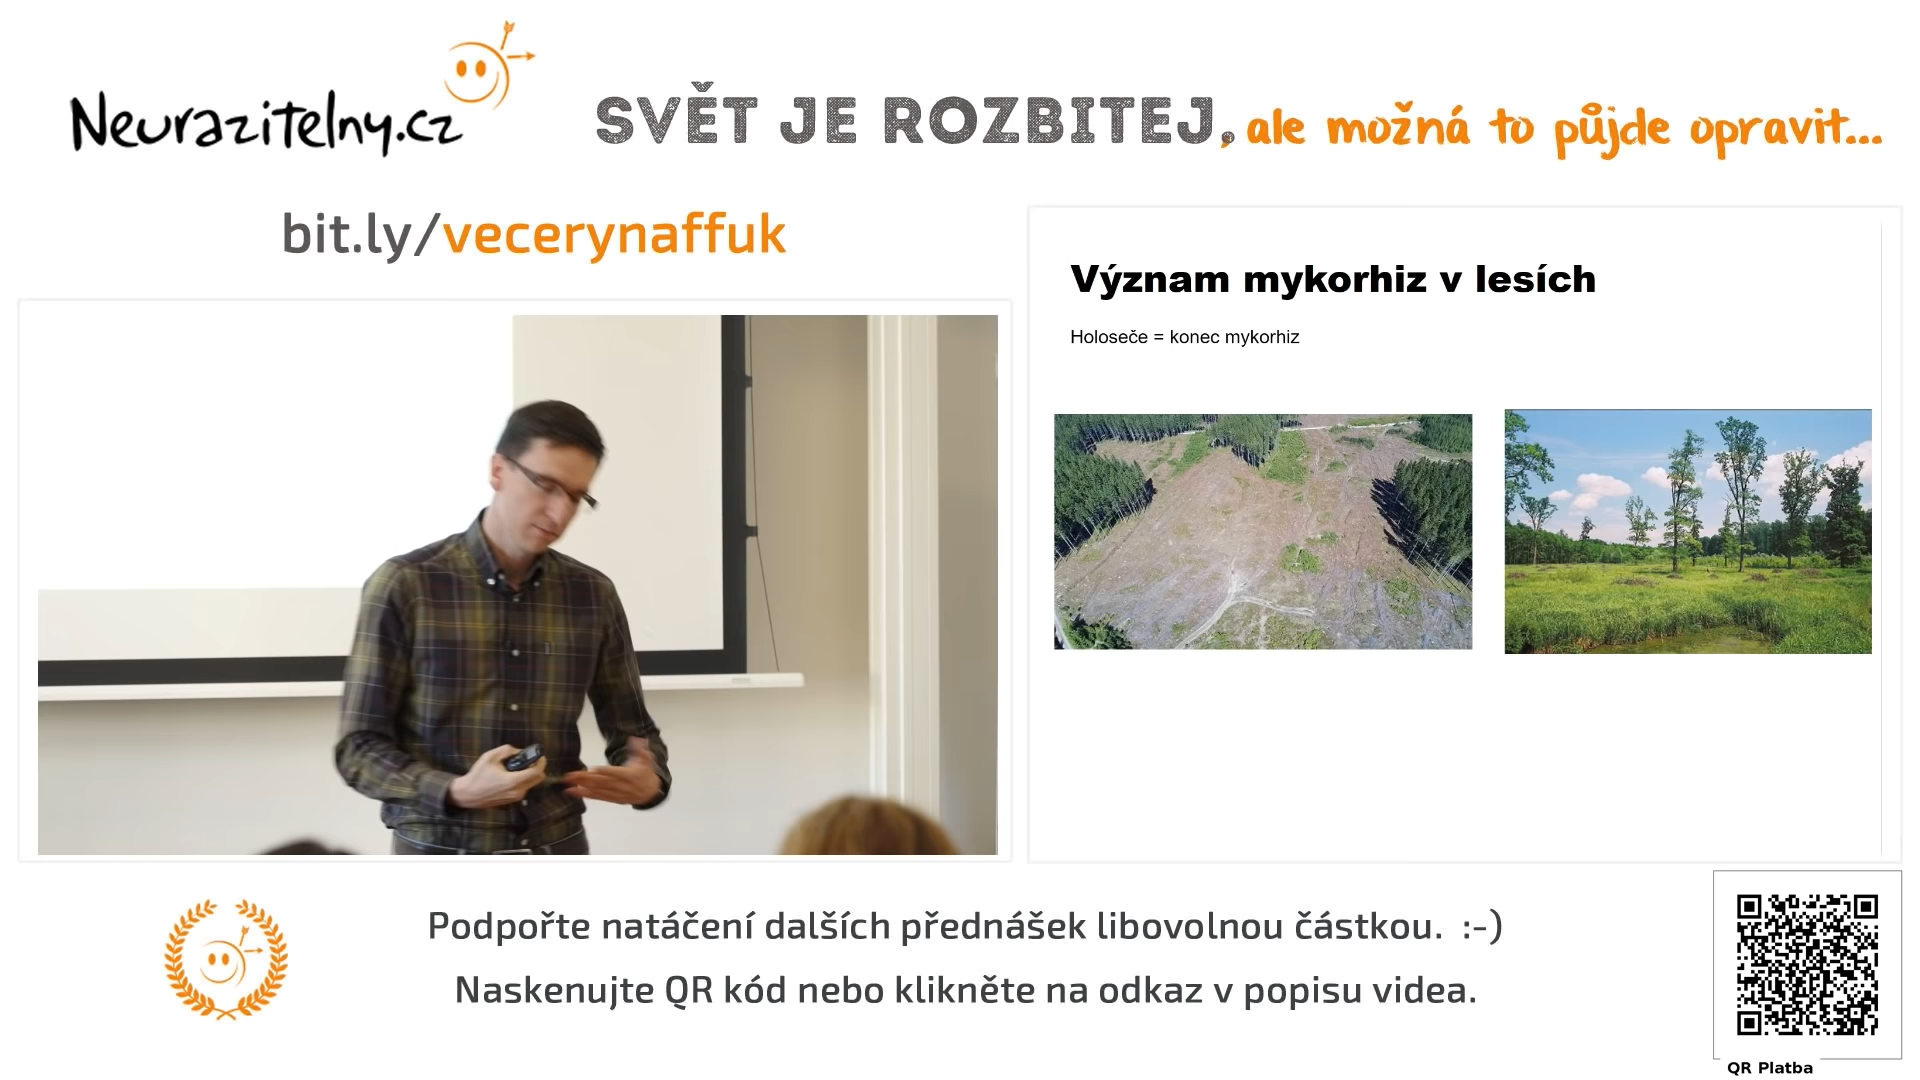 Neurazitelny.cz
SVĚT JE ROZBITEJ, ale možná to půjde opravit...
bit.ly/vecerynaffuk
Význam mykorhiz v lesích
Holoseče = konec mykorhiz
Podpořte natáčení dalších přednášek libovolnou částkou. :-)
Naskenujte QR kód nebo klikněte na odkaz v popisu videa.
QR Platba